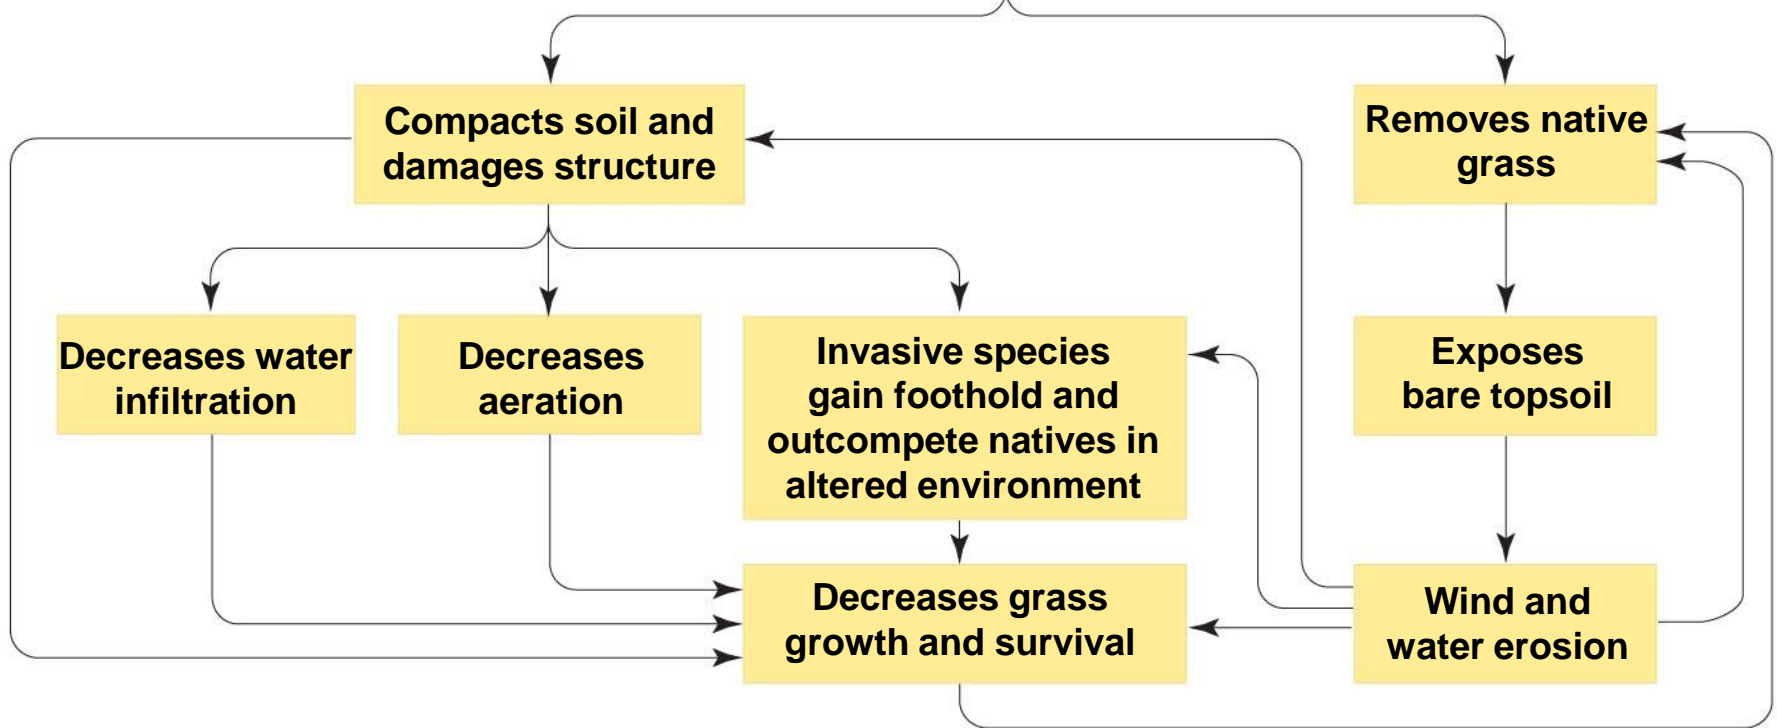 Compacts soil and
damages structure
Removes native
grass
Decreases water
infiltration
Decreases
aeration
Invasive species
gain foothold and
outcompete natives in
altered environment
Exposes
bare topsoil
Decreases grass
growth and survival
Wind and
water erosion